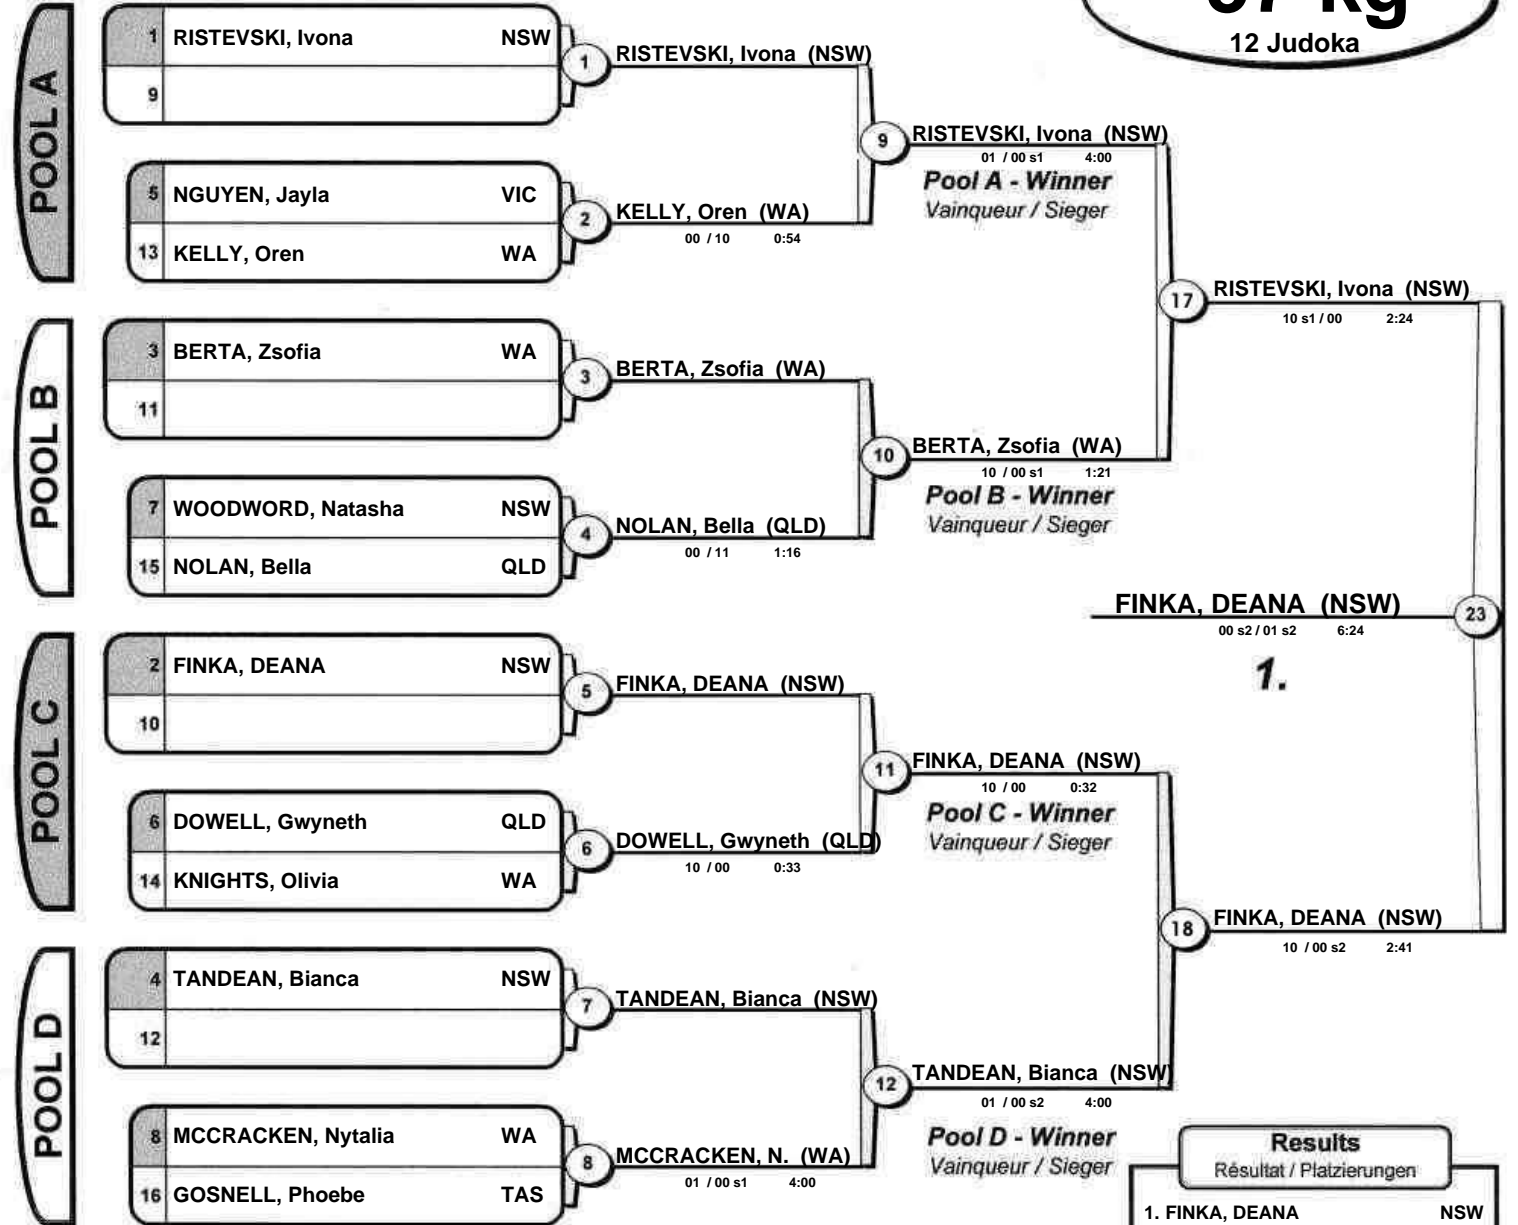 kg
12 Judoka
POOL A
1 RISTEVSKI, Ivona NSW
9
1
RISTEVSKI, Ivona (NSW)
5 NGUYEN, Jayla VIC
13 KELLY, Oren WA
2
KELLY, Oren (WA)
00 / 10 0:54
9
RISTEVSKI, Ivona (NSW)
01 / 00 s1 4:00
Pool A - Winner
Vainqueur / Sieger
POOL B
3 BERTA, Zsofia WA
11
3
BERTA, Zsofia (WA)
7 WOODWORD, Natasha NSW
15 NOLAN, Bella QLD
4
NOLAN, Bella (QLD)
00 / 11 1:16
10
BERTA, Zsofia (WA)
10 / 00 s1 1:21
Pool B - Winner
Vainqueur / Sieger
17
RISTEVSKI, Ivona (NSW)
10 s1 / 00 2:24
FINKA, DEANA (NSW)
00 s2 / 01 s2 6:24
23
1.
POOL C
2 FINKA, DEANA NSW
10
5
FINKA, DEANA (NSW)
6 DOWELL, Gwyneth QLD
14 KNIGHTS, Olivia WA
6
DOWELL, Gwyneth (QLD)
10 / 00 0:33
11
FINKA, DEANA (NSW)
10 / 00 0:32
Pool C - Winner
Vainqueur / Sieger
18
FINKA, DEANA (NSW)
10 / 00 s2 2:41
POOL D
4 TANDEAN, Bianca NSW
12
7
TANDEAN, Bianca (NSW)
8 MCCRACKEN, Nytalia WA
16 GOSNELL, Phoebe TAS
8
MCCRACKEN, N. (WA)
01 / 00 s1 4:00
12
TANDEAN, Bianca (NSW)
01 / 00 s2 4:00
Pool D - Winner
Vainqueur / Sieger
Results
Résultat / Platzierungen
1. FINKA, DEANA NSW